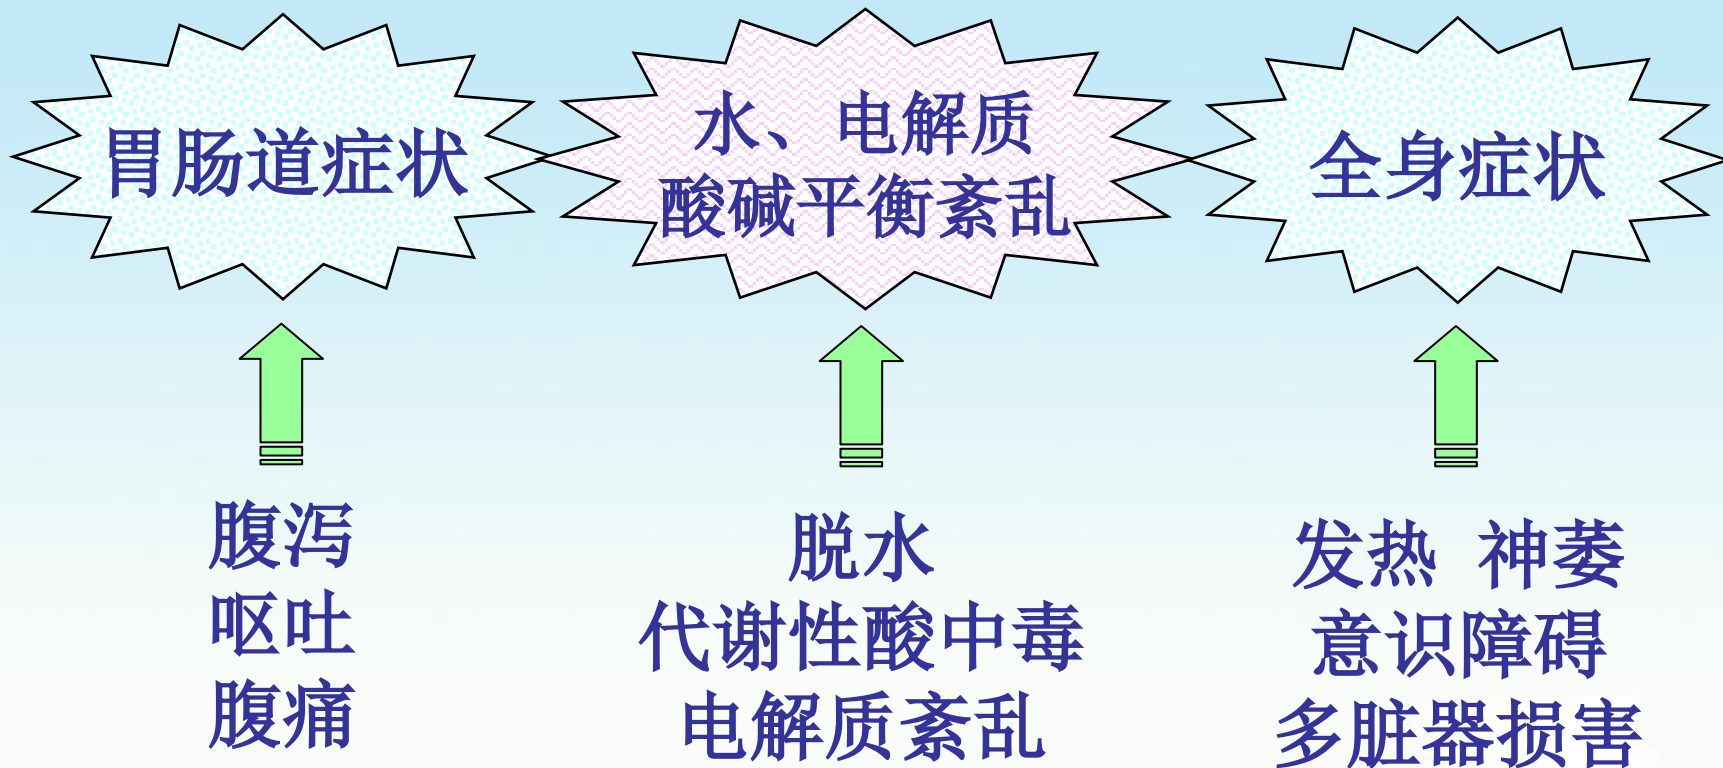 胃肠道症状
水、电解质
酸碱平衡紊乱
全身症状
腹泻
呕吐
腹痛
脱水
代谢性酸中毒
电解质紊乱
发热 神萎
意识障碍
多脏器损害